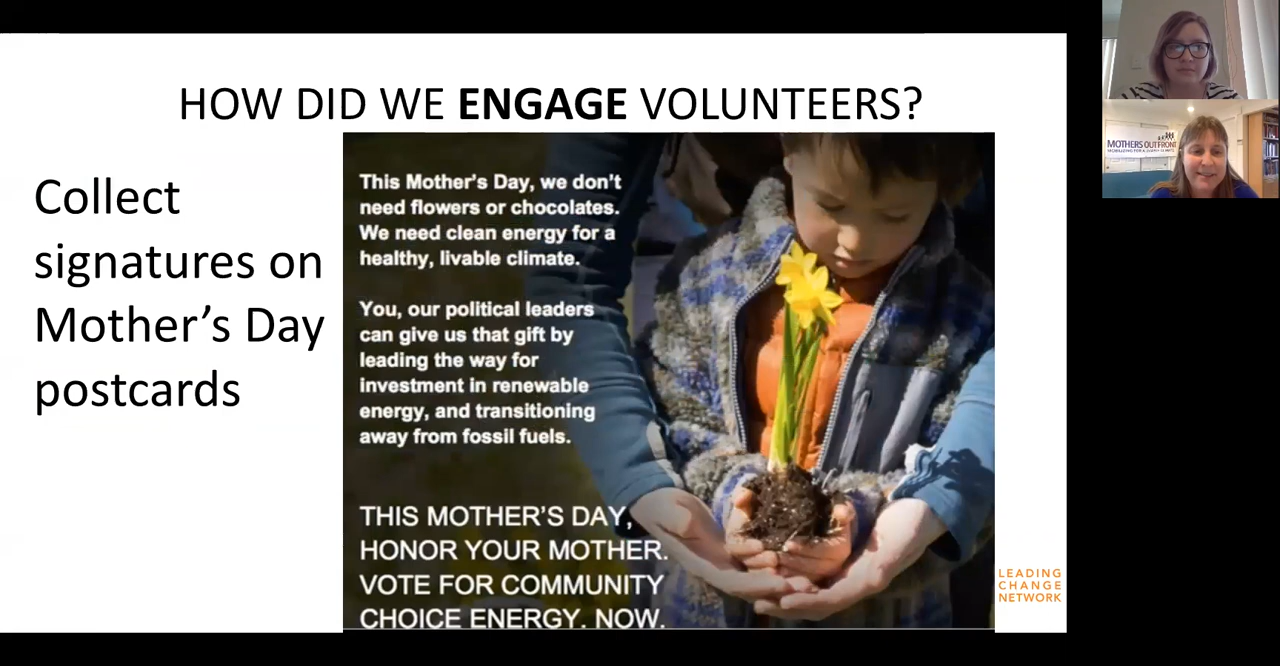 HOW DID WE ENGAGE VOLUNTEERS?
Collect
signatures on
Mother's Day
postcards
This Mother's Day, we don't
need flowers or chocolates.
We need clean energy for a
healthy, livable climate.
You, our political leaders
can give us that gift by
leading the way for
investment in renewable
energy, and transitioning
away from fossil fuels.
THIS MOTHER'S DAY,
HONOR YOUR MOTHER.
VOTE FOR COMMUNITY
CHOICE ENERGY. NOW.
LEADING
CHANGE
NETWORK
MOTHERS OUT FRONT